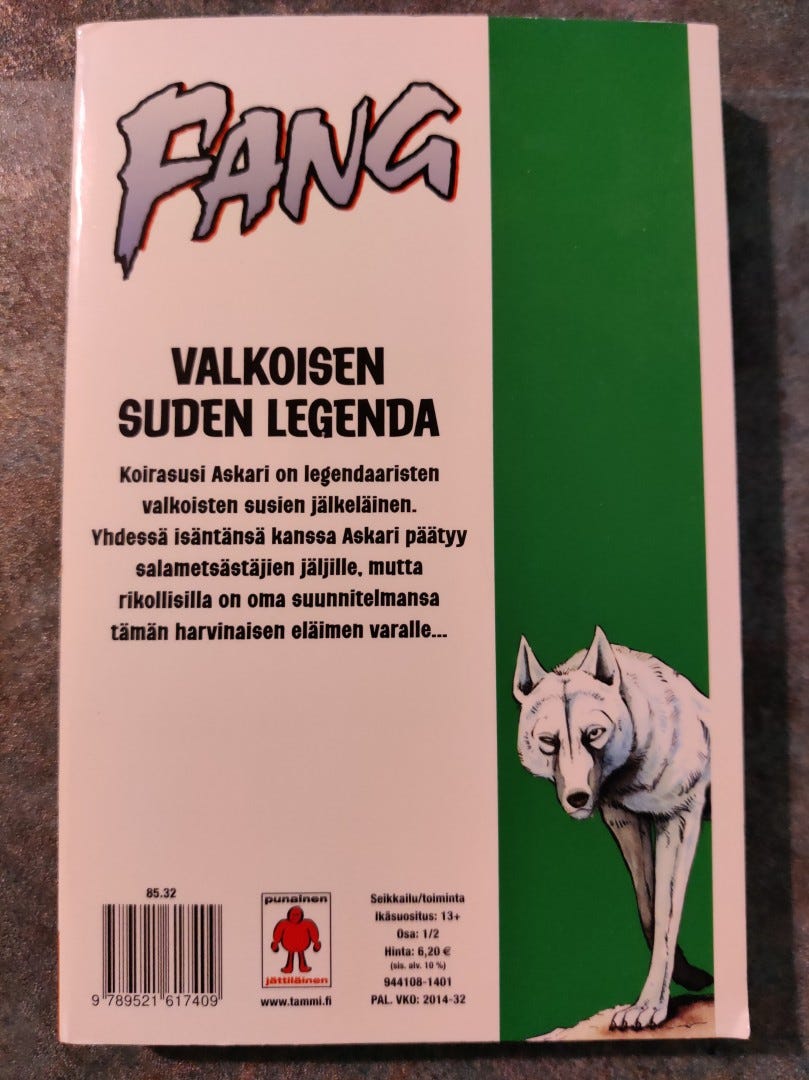 FANG
VALKOISEN
SUDEN LEGENDA
Koirasusi Askari on legendaaristen
valkoisten susien jälkeläinen.
Yhdessä isäntänsä kanssa Askari päätyy
salametsästäjien jäljille, mutta
rikollisilla on oma suunnitelmansa
tämän harvinaisen eläimen varalle...
85.32
9 789521 617409
punainen
jättiläinen
www.tammi.fi
Seikkailu/toiminta
Ikäsuositus: 13+
Osa: 1/2
Hinta: 6,20 €
(sis. alv. 10 %)
944108-1401
PAL. VKO: 2014-32